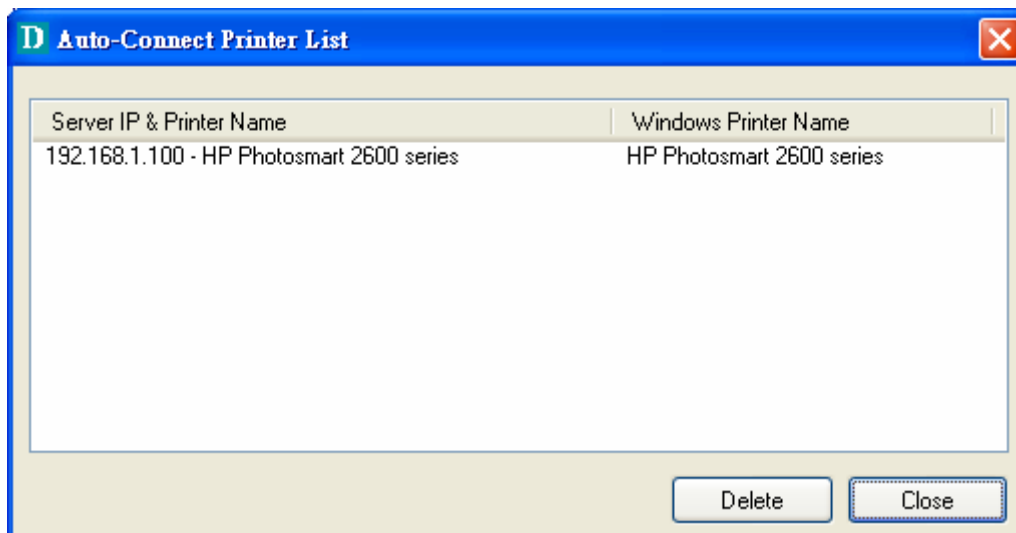 D Auto-Connect Printer List
Server IP & Printer Name Windows Printer Name
192.168.1.100 - HP Photosmart 2600 series HP Photosmart 2600 series
Delete Close